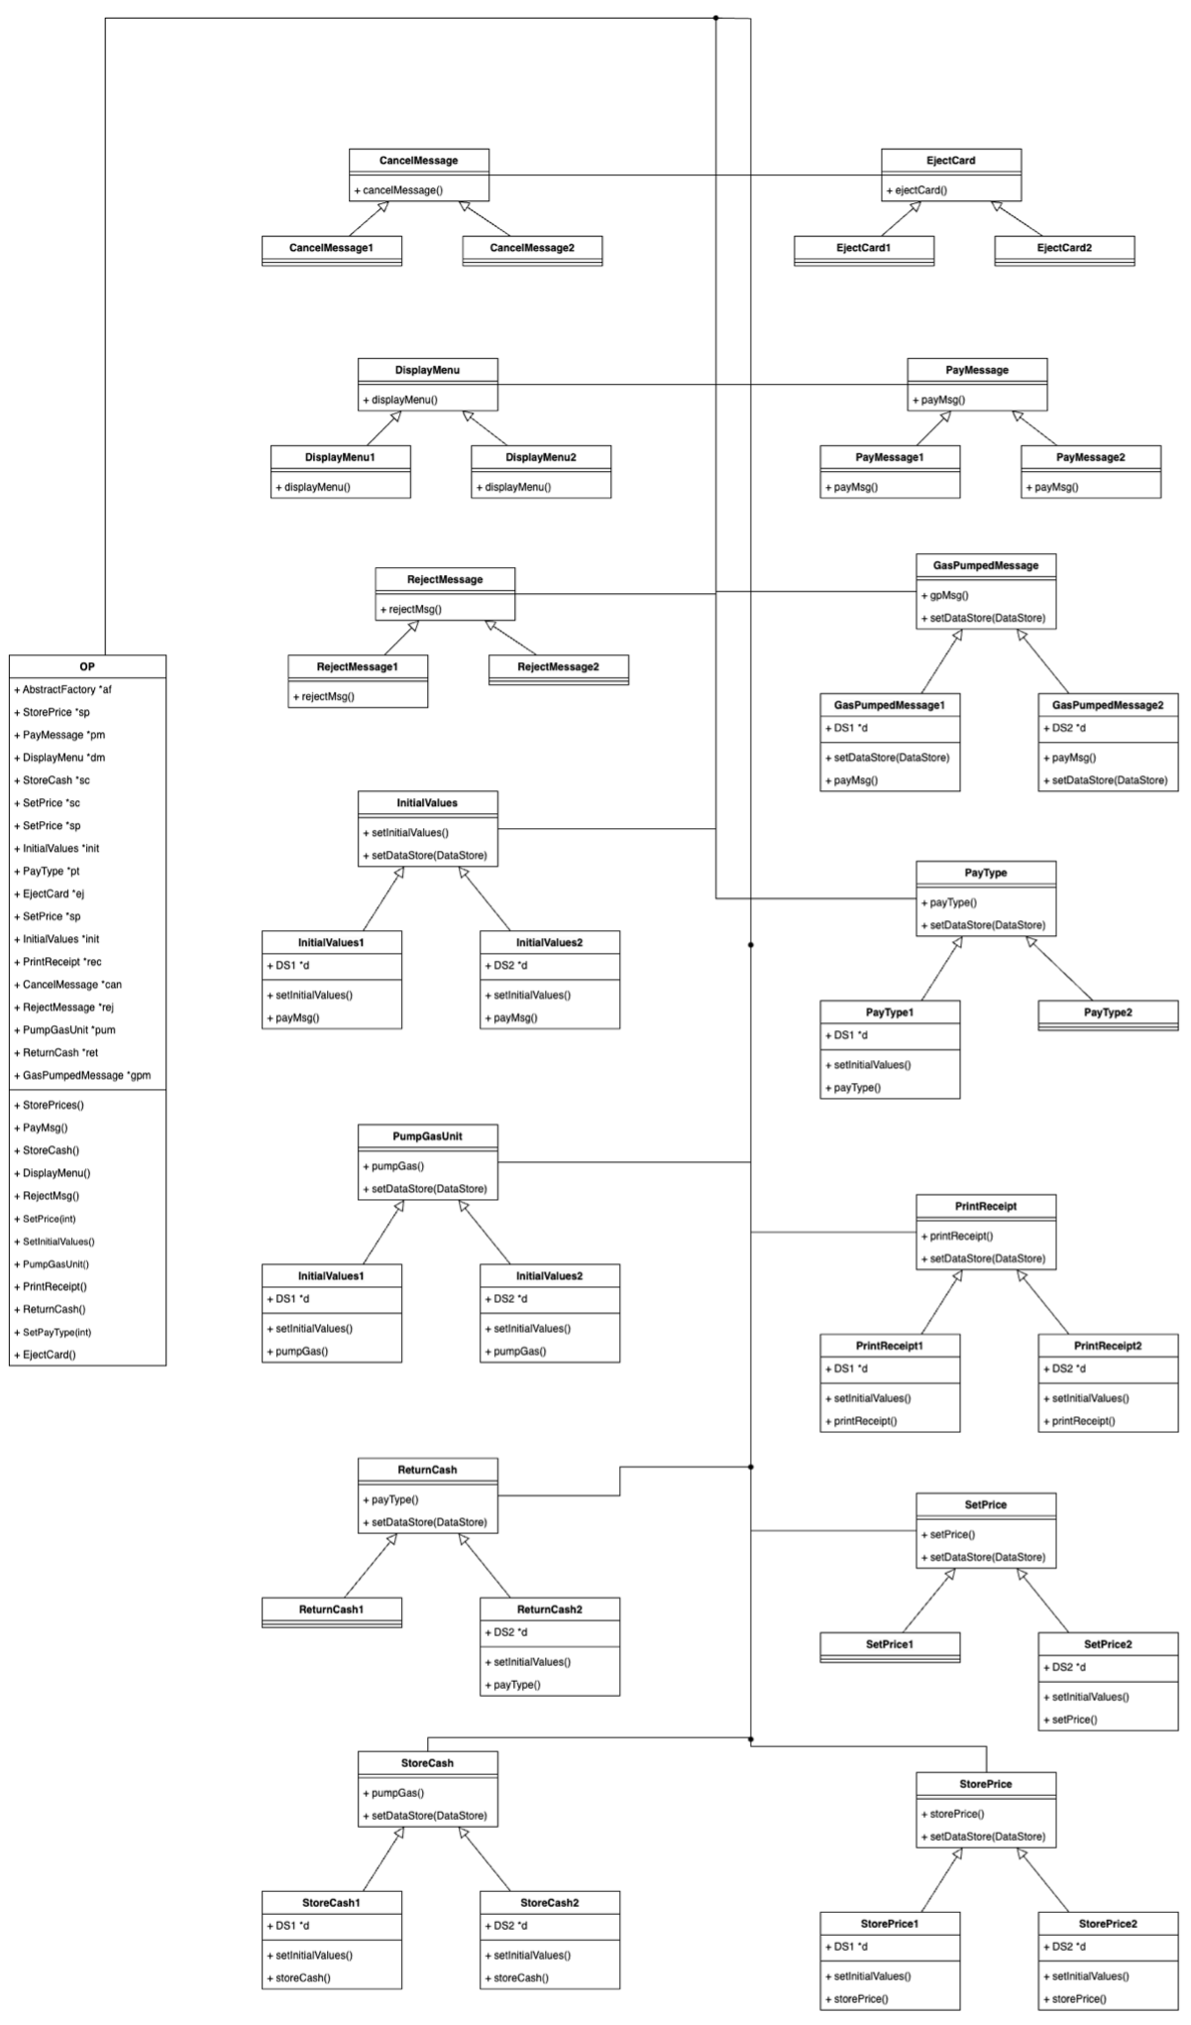 CancelMessage
+ cancelMessage()
CancelMessage1
CancelMessage2
EjectCard
+ ejectCard()
EjectCard1
EjectCard2
DisplayMenu
+ displayMenu()
DisplayMenu1
+ displayMenu()
DisplayMenu2
+ displayMenu()
PayMessage
+ payMsg()
PayMessage1
+ payMsg()
PayMessage2
+ payMsg()
RejectMessage
+ rejectMsg()
RejectMessage1
+ rejectMsg()
RejectMessage2
GasPumpedMessage
+ gpMsg()
+ setDataStore(DataStore)
GasPumpedMessage1
+ DS1 *d
+ setDataStore(DataStore)
+ payMsg()
GasPumpedMessage2
+ DS2 *d
+ payMsg()
+ setDataStore(DataStore)
OP
+ AbstractFactory *af
+ StorePrice *sp
+ PayMessage *pm
+ DisplayMenu *dm
+ StoreCash *sc
+ SetPrice *sc
+ SetPrice *sp
+ InitialValues *init
+ PayType *pt
+ EjectCard *ej
+ SetPrice *sp
+ InitialValues *init
+ PrintReceipt *rec
+ CancelMessage *can
+ RejectMessage *rej
+ PumpGasUnit *pum
+ ReturnCash *ret
+ GasPumpedMessage *gpm
+ StorePrices()
+ PayMsg()
+ StoreCash()
+ DisplayMenu()
+ RejectMsg()
+ SetPrice(int)
+ SetInitialValues()
+ PumpGasUnit()
+ PrintReceipt()
+ ReturnCash()
+ SetPayType(int)
+ EjectCard()
InitialValues
+ setInitialValues()
+ setDataStore(DataStore)
InitialValues1
+ DS1 *d
+ setInitialValues()
+ payMsg()
InitialValues2
+ DS2 *d
+ setInitialValues()
+ payMsg()
PayType
+ payType()
+ setDataStore(DataStore)
PayType1
+ DS1 *d
+ setInitialValues()
+ payType()
PayType2
PumpGasUnit
+ pumpGas()
+ setDataStore(DataStore)
InitialValues1
+ DS1 *d
+ setInitialValues()
+ pumpGas()
InitialValues2
+ DS2 *d
+ setInitialValues()
+ pumpGas()
PrintReceipt
+ printReceipt()
+ setDataStore(DataStore)
PrintReceipt1
+ DS1 *d
+ setInitialValues()
+ printReceipt()
PrintReceipt2
+ DS2 *d
+ setInitialValues()
+ printReceipt()
ReturnCash
+ payType()
+ setDataStore(DataStore)
ReturnCash1
ReturnCash2
+ DS2 *d
+ setInitialValues()
+ payType()
SetPrice
+ setPrice()
+ setDataStore(DataStore)
SetPrice1
SetPrice2
+ DS2 *d
+ setInitialValues()
+ setPrice()
StoreCash
+ pumpGas()
+ setDataStore(DataStore)
StoreCash1
+ DS1 *d
+ setInitialValues()
+ storeCash()
StoreCash2
+ DS2 *d
+ setInitialValues()
+ storeCash()
StorePrice
+ storePrice()
+ setDataStore(DataStore)
StorePrice1
+ DS1 *d
+ setInitialValues()
+ storePrice()
StorePrice2
+ DS2 *d
+ setInitialValues()
+ storePrice()